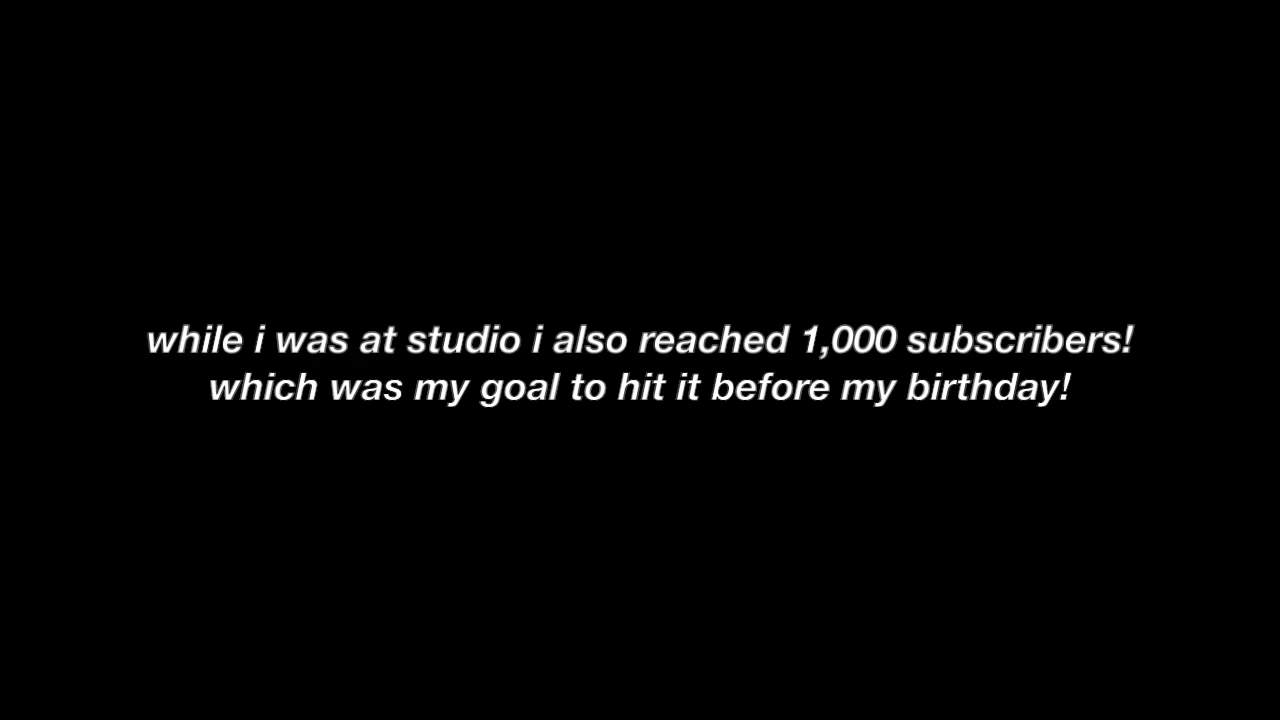 while i was at studio i also reached 1,000 subscribers!
which was my goal to hit it before my birthday!